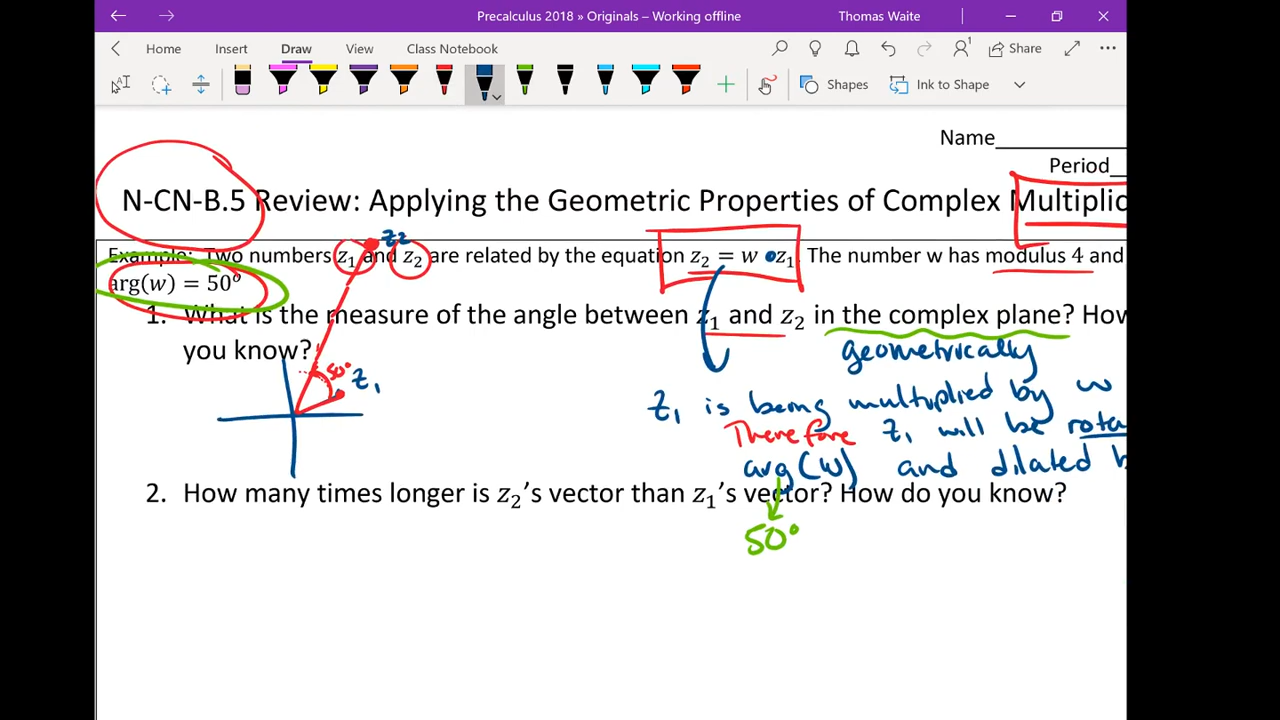 Precalculus 2018 » Originals – Working offline
Thomas Waite
Home Insert Draw View Class Notebook Share
Shapes Ink to Shape
Name
Period
N-CN-B.5 Review: Applying the Geometric Properties of Complex Multiplic
z2
Example: Two numbers z₁ and z₂ are related by the equation z₂ = w • z₁. The number w has modulus 4 and
arg(w) = 50°
1. What is the measure of the angle between z₁ and z₂ in the complex plane? How
you know?
geometrically
50°
z₁
z₁ is being multiplied by w
Therefore z₁ will be rota
arg(w) and dilated b
2. How many times longer is z₂'s vector than z₁'s vector? How do you know?
50°